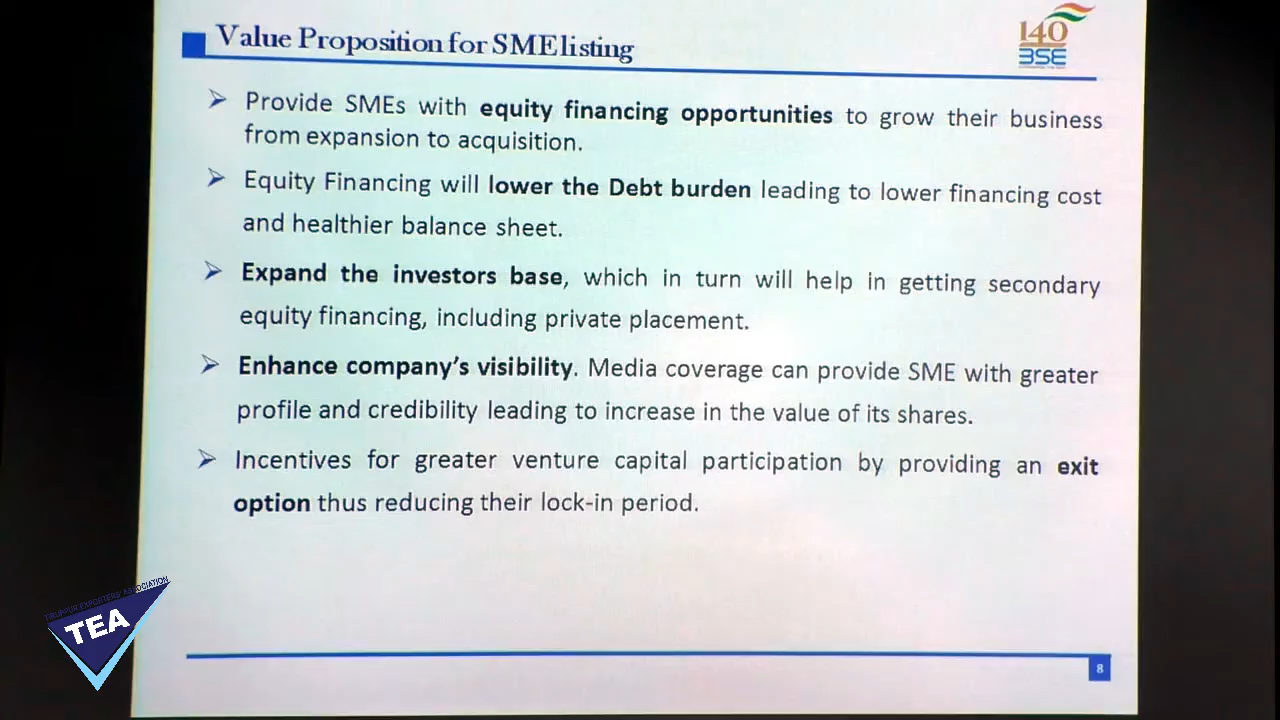 Value Proposition for SME listing
140
BSE
➢ Provide SMEs with equity financing opportunities to grow their business
from expansion to acquisition.
➢ Equity Financing will lower the Debt burden leading to lower financing cost
and healthier balance sheet.
➢ Expand the investors base, which in turn will help in getting secondary
equity financing, including private placement.
➢ Enhance company's visibility. Media coverage can provide SME with greater
profile and credibility leading to increase in the value of its shares.
➢ Incentives for greater venture capital participation by providing an exit
option thus reducing their lock-in period.
TIRUPUR EXPORTERS' ASSOCIATION
TEA
8